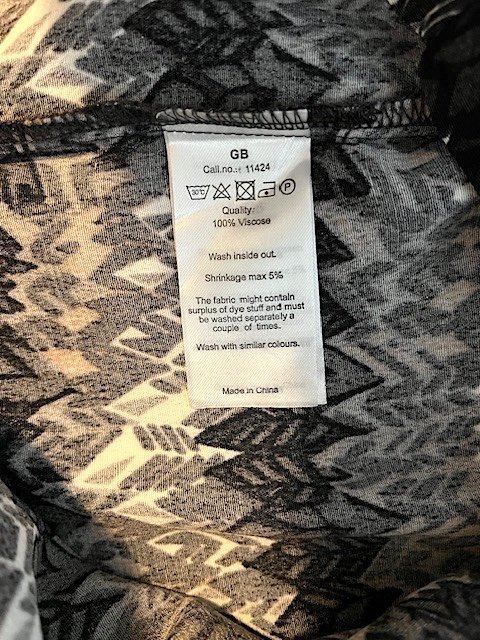 GB
Call.no.: 11424
30°C P
Quality:
100% Viscose
Wash inside out.
Shrinkage max 5%
The fabric might contain
surplus of dye stuff and must
be washed separately a
couple of times.
Wash with similar colours.
Made in China